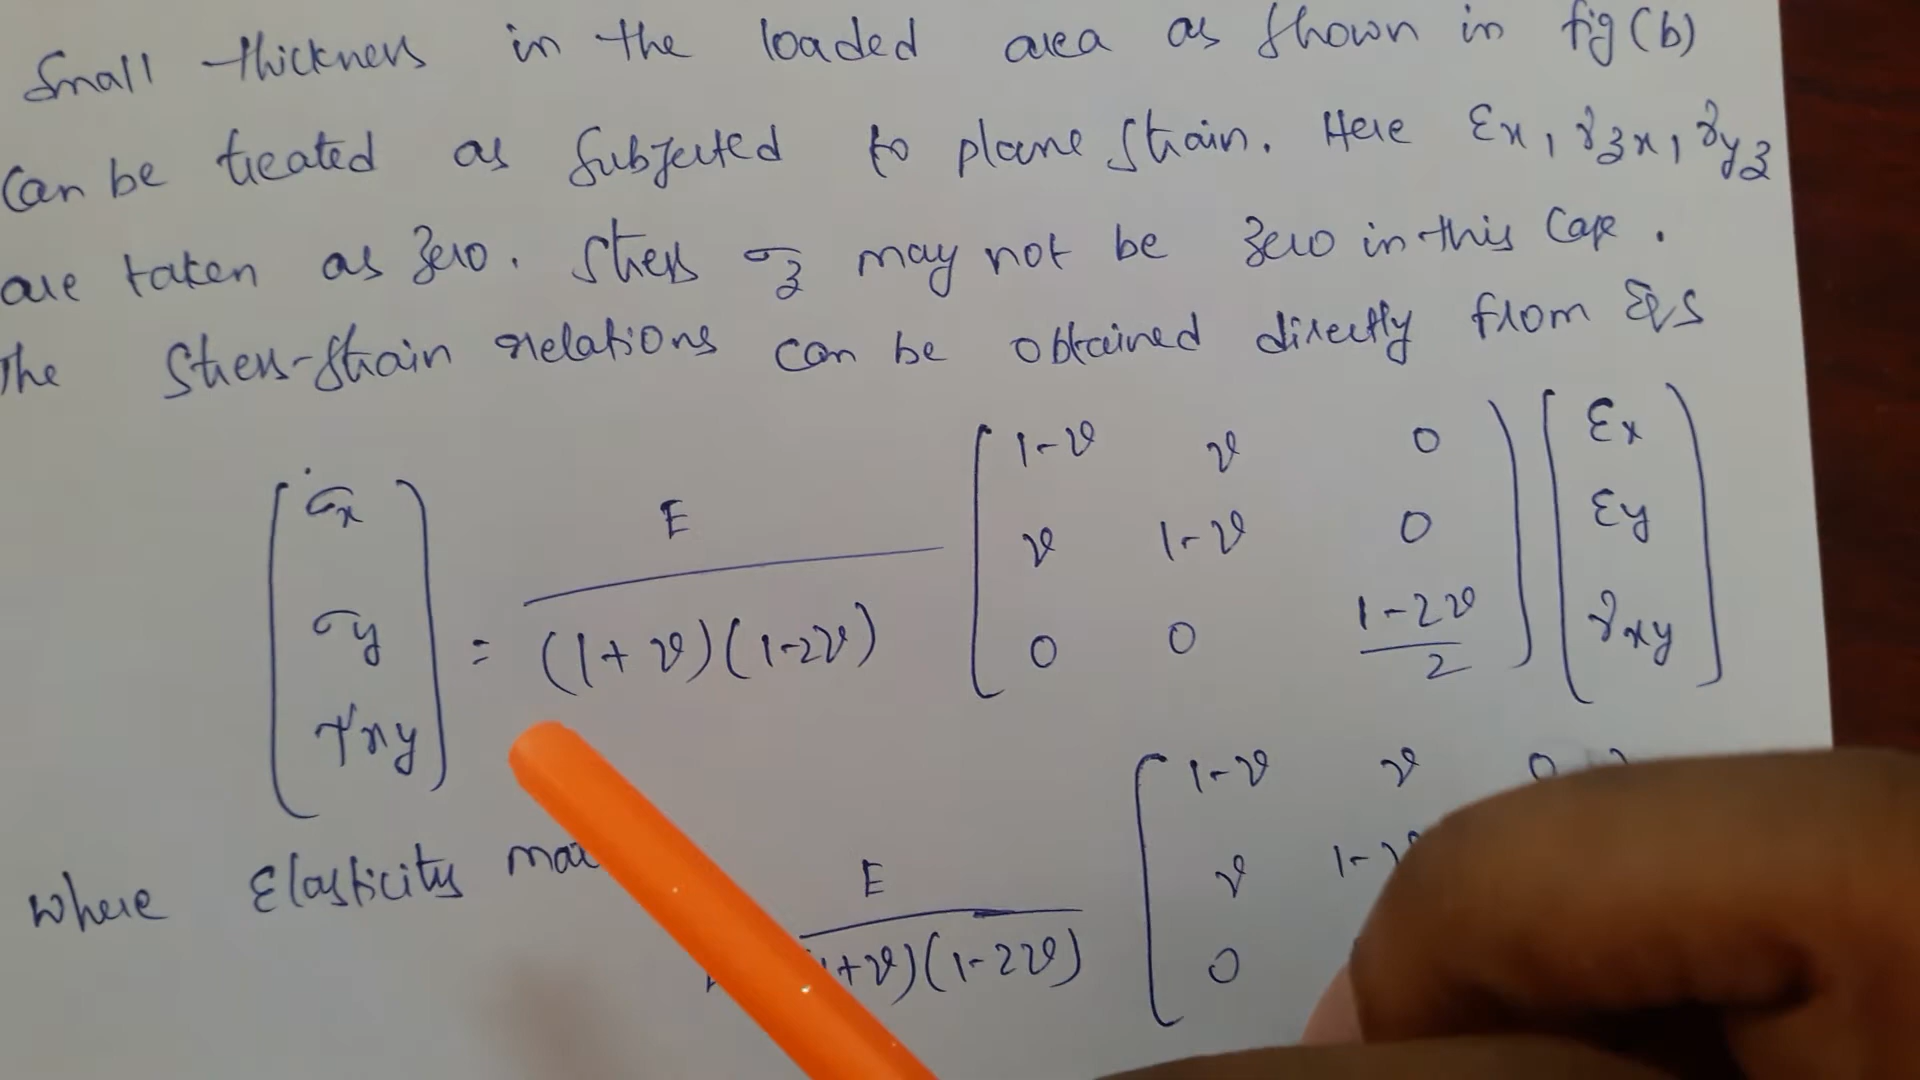 Small thickness in the loaded area as shown in fig (b)
Can be treated as Subjected to plane Strain. Here εx, γzx, γyz
are taken as Zero. Stress σz may not be Zero in this Case.
The Stress-Strain relations can be obtained directly from Eqs
[σx σy τxy] = E / (1+ν)(1-2ν) [1-ν ν 0
ν 1-ν 0
0 0 1-2ν/2] [εx εy γxy]
where Elasticity
E / +ν)(1-2ν) [1-ν ν 0
ν 1-
0